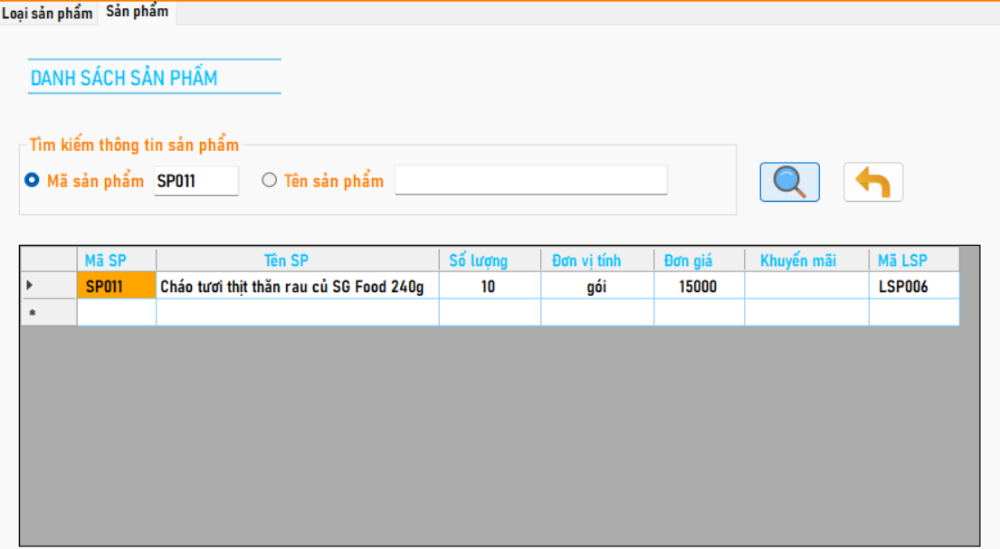 Loại sản phẩm Sản phẩm
DANH SÁCH SẢN PHẨM
Tìm kiếm thông tin sản phẩm
Mã sản phẩm SP011 Tên sản phẩm
Mã SP Tên SP Số lượng Đơn vị tính Đơn giá Khuyến mãi Mã LSP
SP011 Cháo tươi thịt thăn rau củ SG Food 240g 10 gói 15000 LSP006